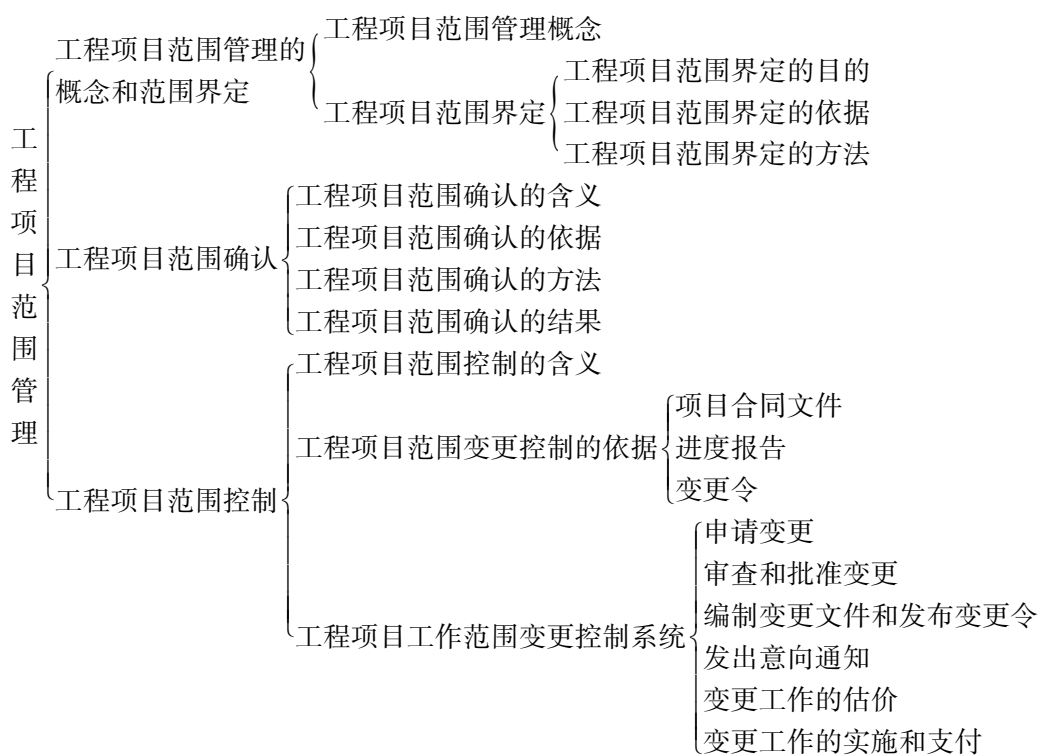 工程项目范围管理
工程项目范围管理的
概念和范围界定
工程项目范围管理概念
工程项目范围界定
工程项目范围界定的目的
工程项目范围界定的依据
工程项目范围界定的方法
工程项目范围确认
工程项目范围确认的含义
工程项目范围确认的依据
工程项目范围确认的方法
工程项目范围确认的结果
工程项目范围控制
工程项目范围控制的含义
工程项目范围变更控制的依据
项目合同文件
进度报告
变更令
工程项目工作范围变更控制系统
申请变更
审查和批准变更
编制变更文件和发布变更令
发出意向通知
变更工作的估价
变更工作的实施和支付